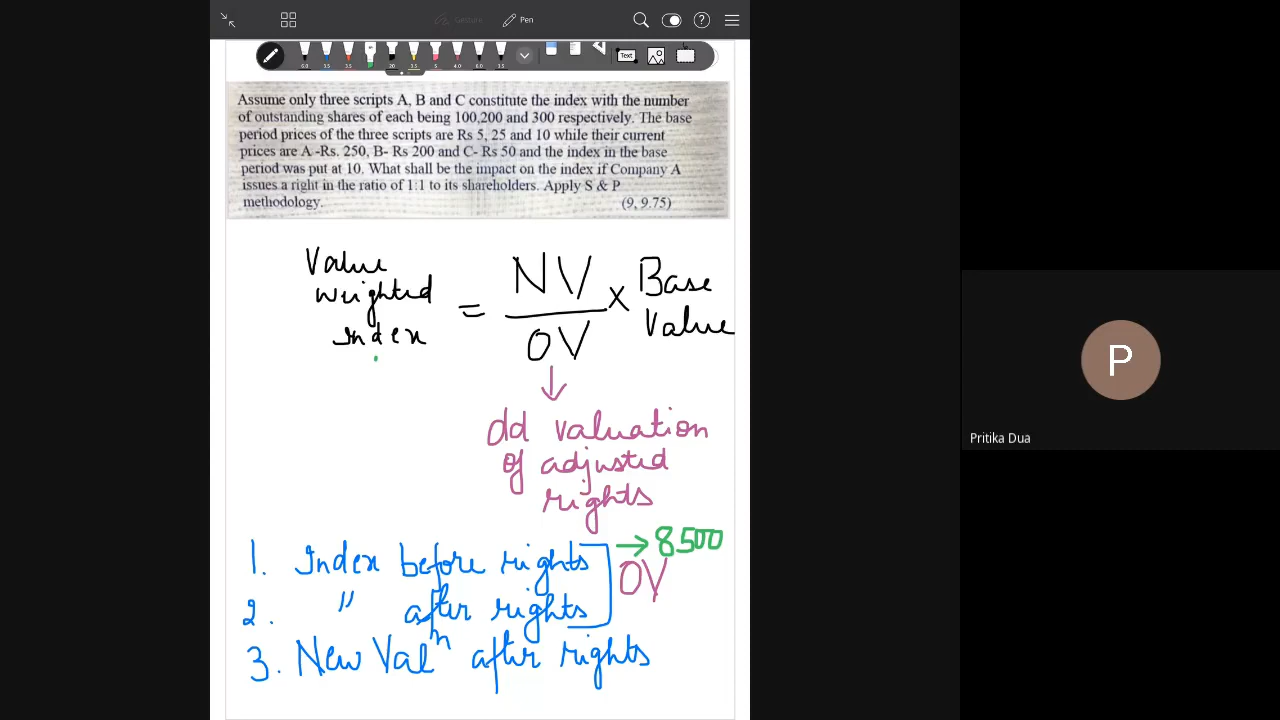 Gesture Pen
Text
Assume only three scripts A, B and C constitute the index with the number
of outstanding shares of each being 100,200 and 300 respectively. The base
period prices of the three scripts are Rs 5, 25 and 10 while their current
prices are A -Rs. 250, B- Rs 200 and C- Rs 50 and the index in the base
period was put at 10. What shall be the impact on the index if Company A
issues a right in the ratio of 1:1 to its shareholders. Apply S & P
methodology. (9, 9.75)
Value
weighted
index
=
NV
OV
×
Base
Value
old valuation
of adjusted
rights
1. Index before rights → 8500
OV
2. " after rights
3. New Valn after rights
Pritika Dua
P